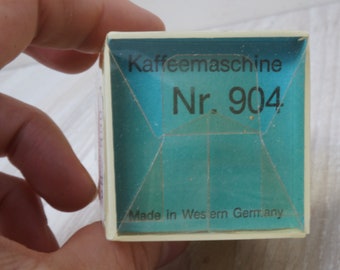 Kaffeemaschine
Nr. 904
Made in Western Germany